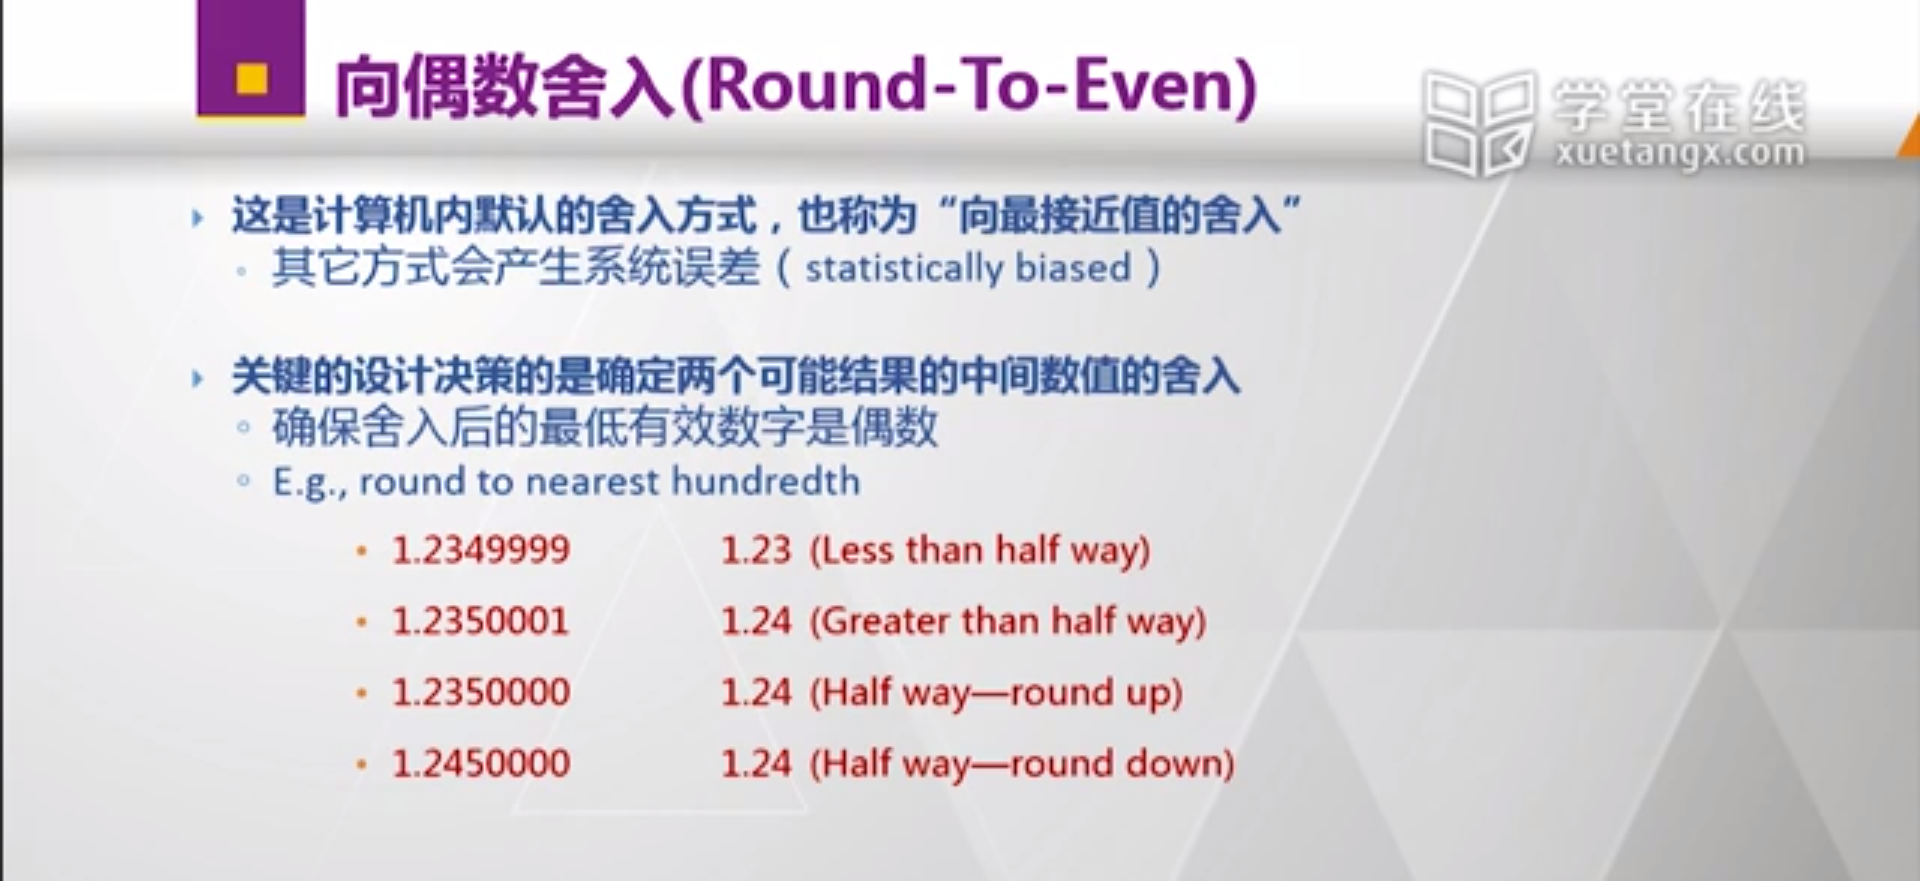 向偶数舍入(Round-To-Even)
学堂在线
xuetangx.com
这是计算机内默认的舍入方式，也称为“向最接近值的舍入”
其它方式会产生系统误差（statistically biased）
关键的设计决策的是确定两个可能结果的中间数值的舍入
确保舍入后的最低有效数字是偶数
E.g., round to nearest hundredth
1.2349999 1.23 (Less than half way)
1.2350001 1.24 (Greater than half way)
1.2350000 1.24 (Half way—round up)
1.2450000 1.24 (Half way—round down)